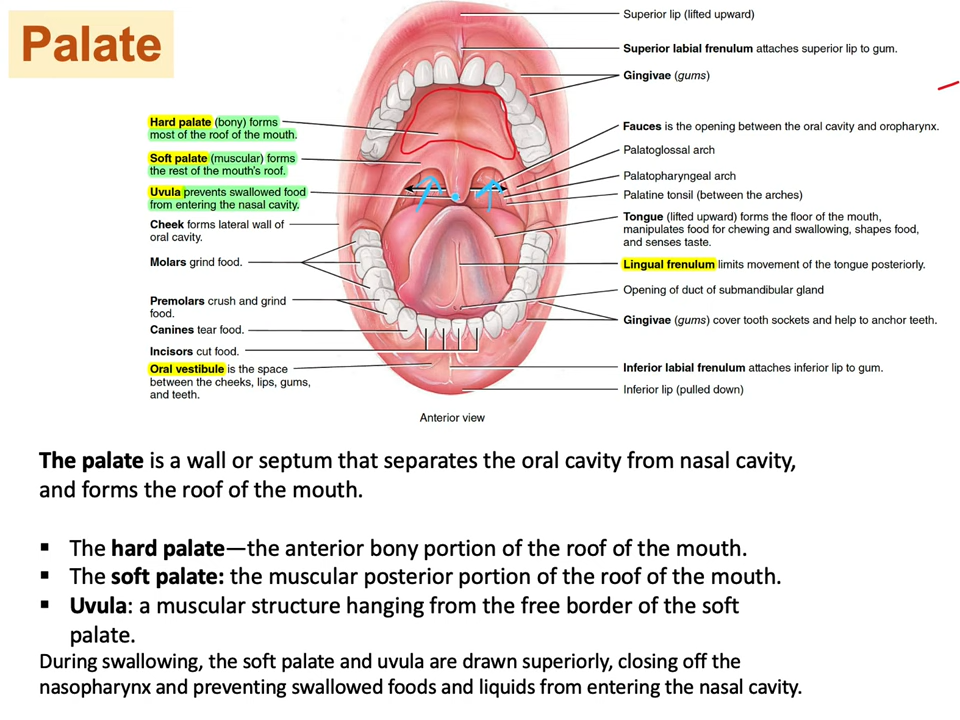 Palate
Superior lip (lifted upward)
Superior labial frenulum attaches superior lip to gum.
Gingivae (gums)
Hard palate (bony) forms
most of the roof of the mouth.
Soft palate (muscular) forms
the rest of the mouth's roof.
Uvula prevents swallowed food
from entering the nasal cavity.
Cheek forms lateral wall of
oral cavity.
Molars grind food.
Premolars crush and grind
food.
Canines tear food.
Incisors cut food.
Oral vestibule is the space
between the cheeks, lips, gums,
and teeth.
Fauces is the opening between the oral cavity and oropharynx.
Palatoglossal arch
Palatopharyngeal arch
Palatine tonsil (between the arches)
Tongue (lifted upward) forms the floor of the mouth,
manipulates food for chewing and swallowing, shapes food,
and senses taste.
Lingual frenulum limits movement of the tongue posteriorly.
Opening of duct of submandibular gland
Gingivae (gums) cover tooth sockets and help to anchor teeth.
Inferior labial frenulum attaches inferior lip to gum.
Inferior lip (pulled down)
Anterior view
The palate is a wall or septum that separates the oral cavity from nasal cavity,
and forms the roof of the mouth.
▪ The hard palate—the anterior bony portion of the roof of the mouth.
▪ The soft palate: the muscular posterior portion of the roof of the mouth.
▪ Uvula: a muscular structure hanging from the free border of the soft
palate.
During swallowing, the soft palate and uvula are drawn superiorly, closing off the
nasopharynx and preventing swallowed foods and liquids from entering the nasal cavity.